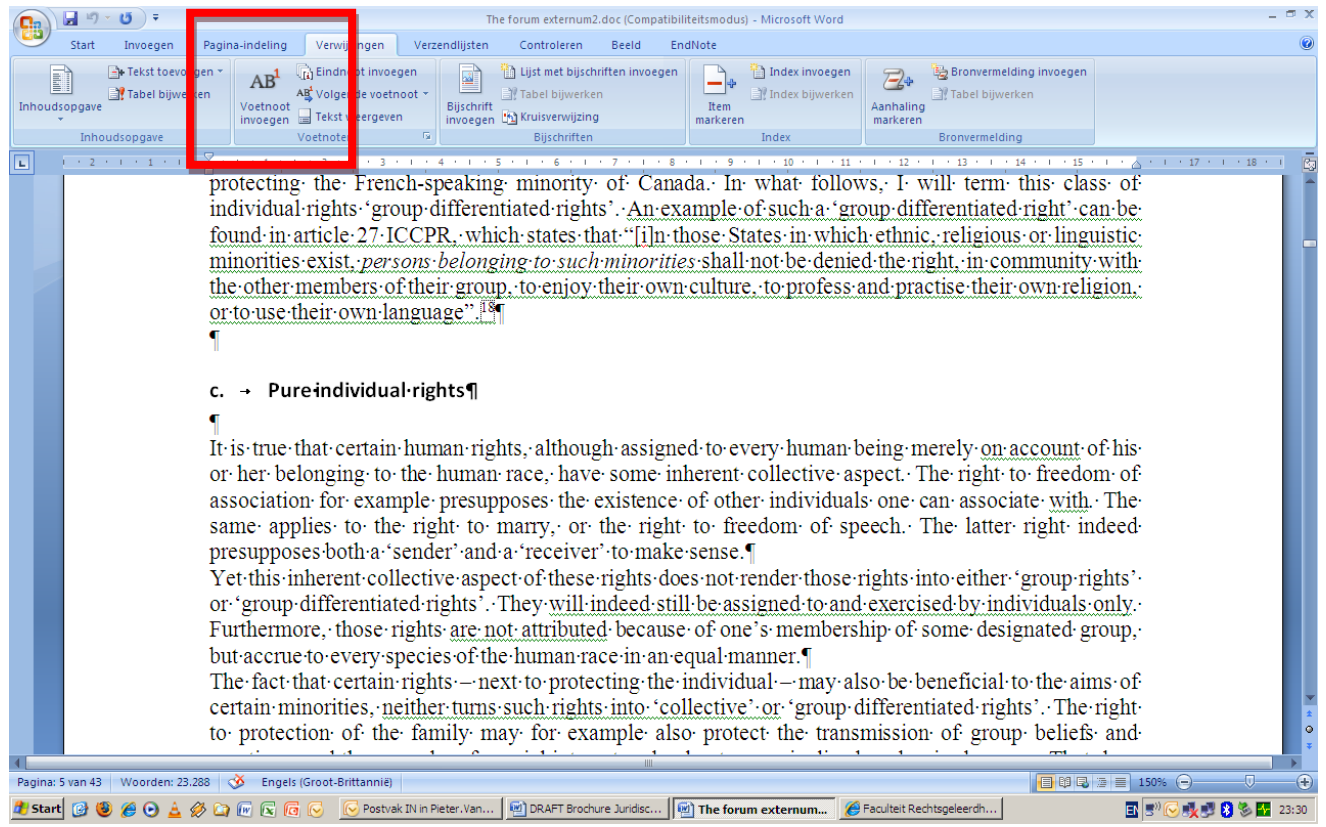 The forum externum2.doc (Compatibiliteitsmodus) - Microsoft Word
Start Invoegen Pagina-indeling Verwijzingen Verzendlijsten Controleren Beeld EndNote
Inhoudsopgave
Tekst toevoegen
Tabel bijwerken
Inhoudsopgave
AB1
Voetnoot invoegen
Eindnoot invoegen
AB1 Volgende voetnoot
Tekst weergeven
Voetnoten
Bijschrift invoegen
Lijst met bijschriften invoegen
Tabel bijwerken
Kruisverwijzing
Bijschriften
Item markeren
Index invoegen
Index bijwerken
Index
Aanhaling markeren
Bronvermelding invoegen
Tabel bijwerken
Bronvermelding
L
2 1 3 4 5 6 7 8 9 10 11 12 13 14 15 17 18
protecting the French-speaking minority of Canada. In what follows, I will term this class of
individual rights ‘group differentiated rights’. An example of such a ‘group differentiated right’ can be
found in article 27 ICCPR, which states that “[i]n those States in which ethnic, religious or linguistic
minorities exist, persons belonging to such minorities shall not be denied the right, in community with
the other members of their group, to enjoy their own culture, to profess and practise their own religion,
or to use their own language”.18¶
¶
c. → Pure individual rights¶
¶
It is true that certain human rights, although assigned to every human being merely on account of his
or her belonging to the human race, have some inherent collective aspect. The right to freedom of
association for example presupposes the existence of other individuals one can associate with. The
same applies to the right to marry, or the right to freedom of speech. The latter right indeed
presupposes both a ‘sender’ and a ‘receiver’ to make sense.¶
Yet this inherent collective aspect of these rights does not render those rights into either ‘group rights’
or ‘group differentiated rights’. They will indeed still be assigned to and exercised by individuals only.
Furthermore, those rights are not attributed because of one’s membership of some designated group,
but accrue to every species of the human race in an equal manner.¶
The fact that certain rights – next to protecting the individual – may also be beneficial to the aims of
certain minorities, neither turns such rights into ‘collective’ or ‘group differentiated rights’. The right
to protection of the family may for example also protect the transmission of group beliefs and
Pagina: 5 van 43 Woorden: 23.288 Engels (Groot-Brittannië) 150%
Start Postvak IN in Pieter.Van... DRAFT Brochure Juridisc... The forum externum... Faculteit Rechtsgeleerdh... 23:30